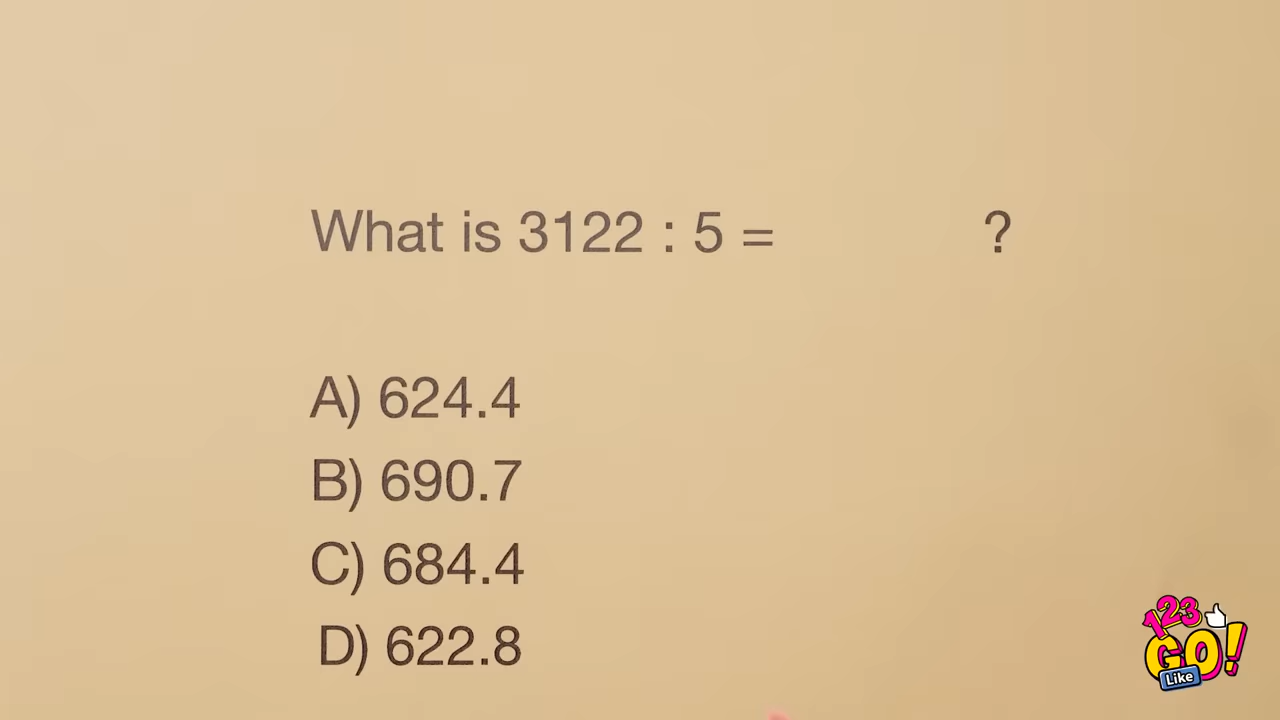 What is 3122 : 5 = ?
A) 624.4
B) 690.7
C) 684.4
D) 622.8
123
GO!
Like